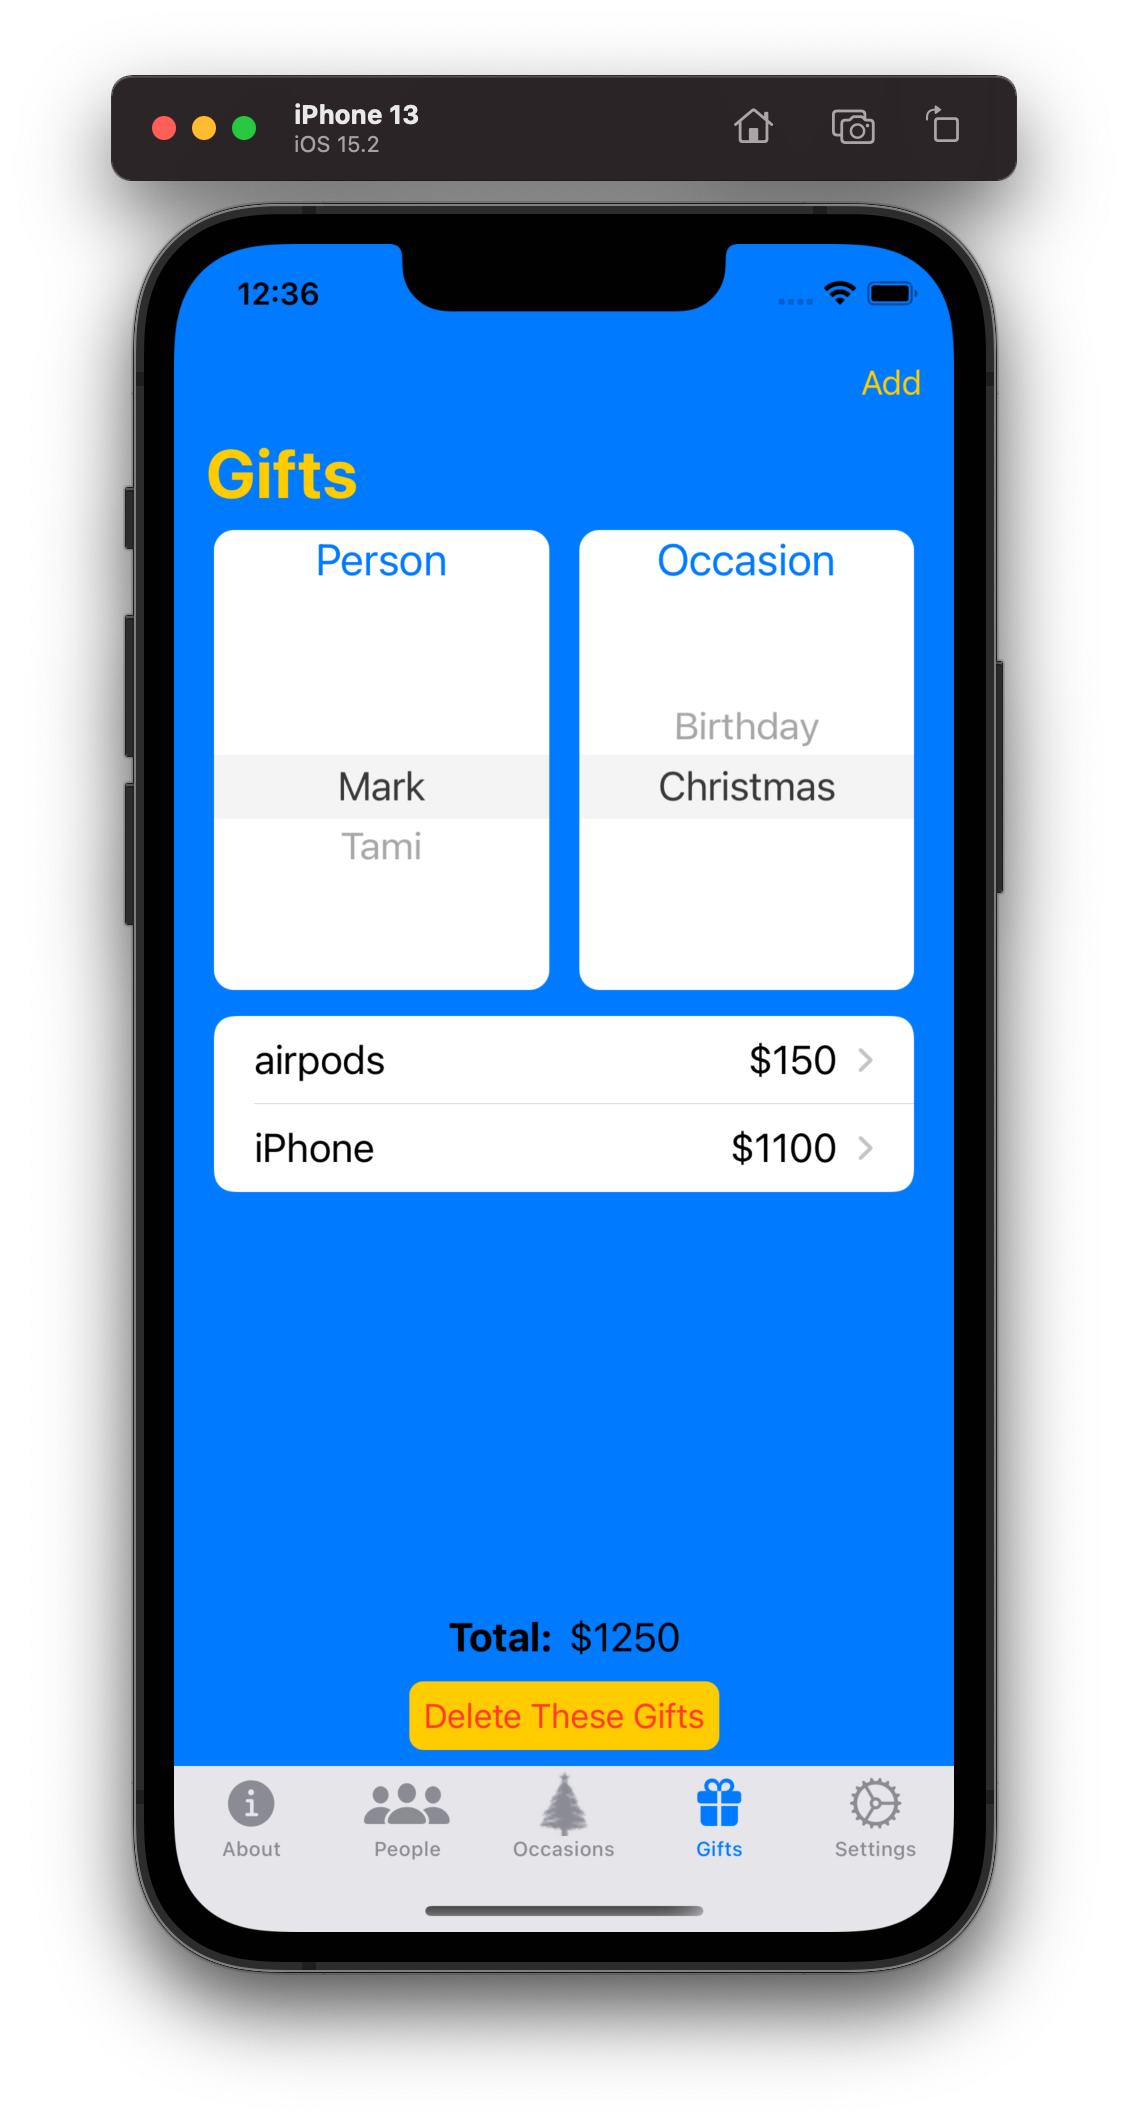 iPhone 13
iOS 15.2
12:36
Add
Gifts
Person
Occasion
Birthday
Mark
Christmas
Tami
airpods $150
iPhone $1100
Total: $1250
Delete These Gifts
About People Occasions Gifts Settings